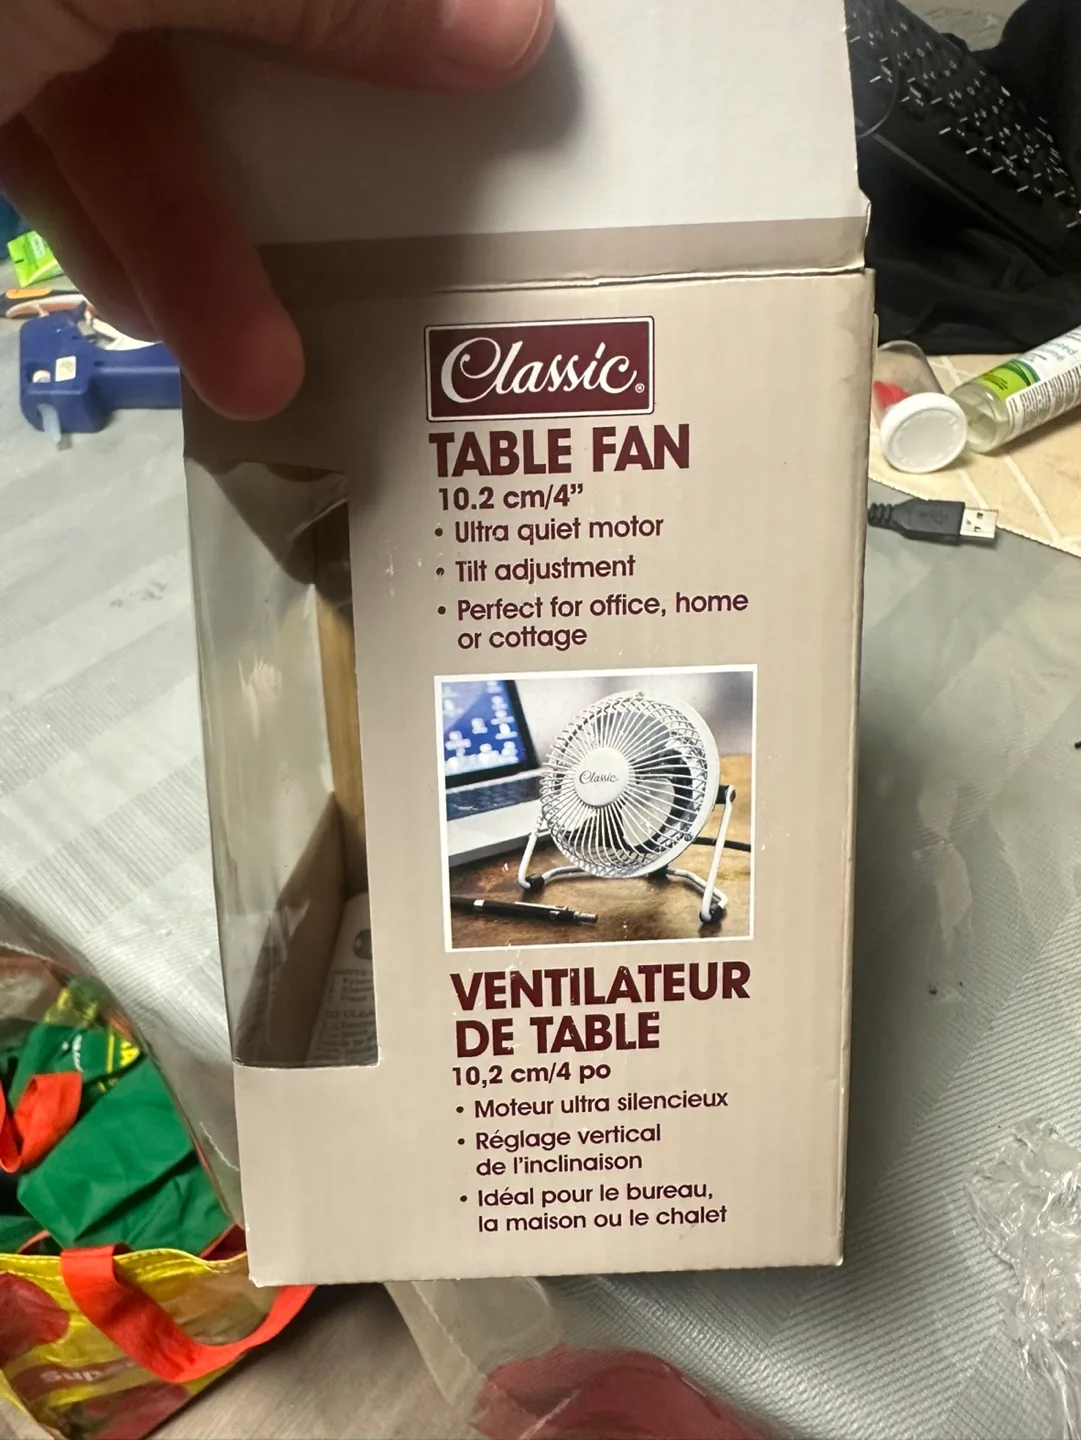 Classic®
TABLE FAN
10.2 cm/4”
• Ultra quiet motor
• Tilt adjustment
• Perfect for office, home
or cottage
Classic
VENTILATEUR
DE TABLE
10,2 cm/4 po
• Moteur ultra silencieux
• Réglage vertical
de l’inclinaison
• Idéal pour le bureau,
la maison ou le chalet